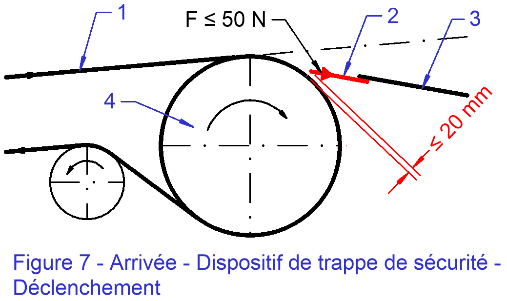 1
F ≤ 50 N
2
3
4
≤ 20 mm
Figure 7 - Arrivée - Dispositif de trappe de sécurité -
Déclenchement